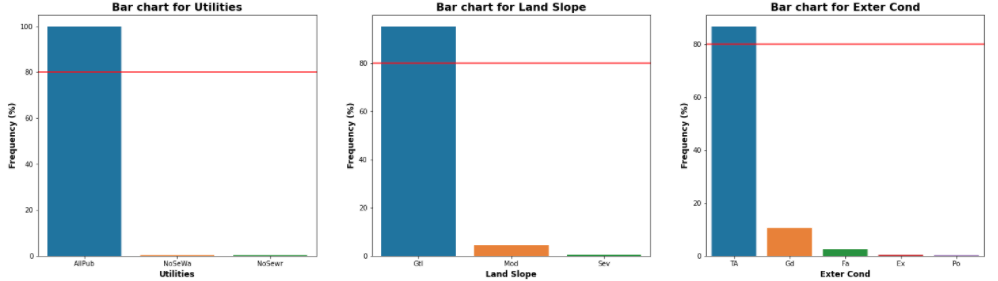 Bar chart for Utilities
100
80
60
40
20
0
Frequency (%)
AllPub NoSeWa NoSewr
Utilities
Bar chart for Land Slope
80
60
40
20
0
Frequency (%)
Gtl Mod Sev
Land Slope
Bar chart for Exter Cond
80
60
40
20
0
Frequency (%)
TA Gd Fa Ex Po
Exter Cond